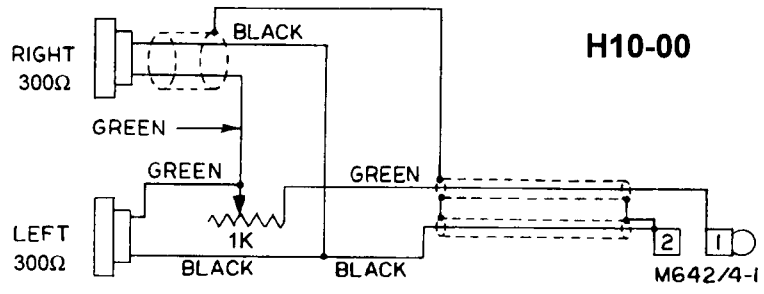 BLACK
H10-00
RIGHT
300Ω
GREEN
GREEN
GREEN
LEFT
300Ω
1K
BLACK
BLACK
2
1
M642/4-1